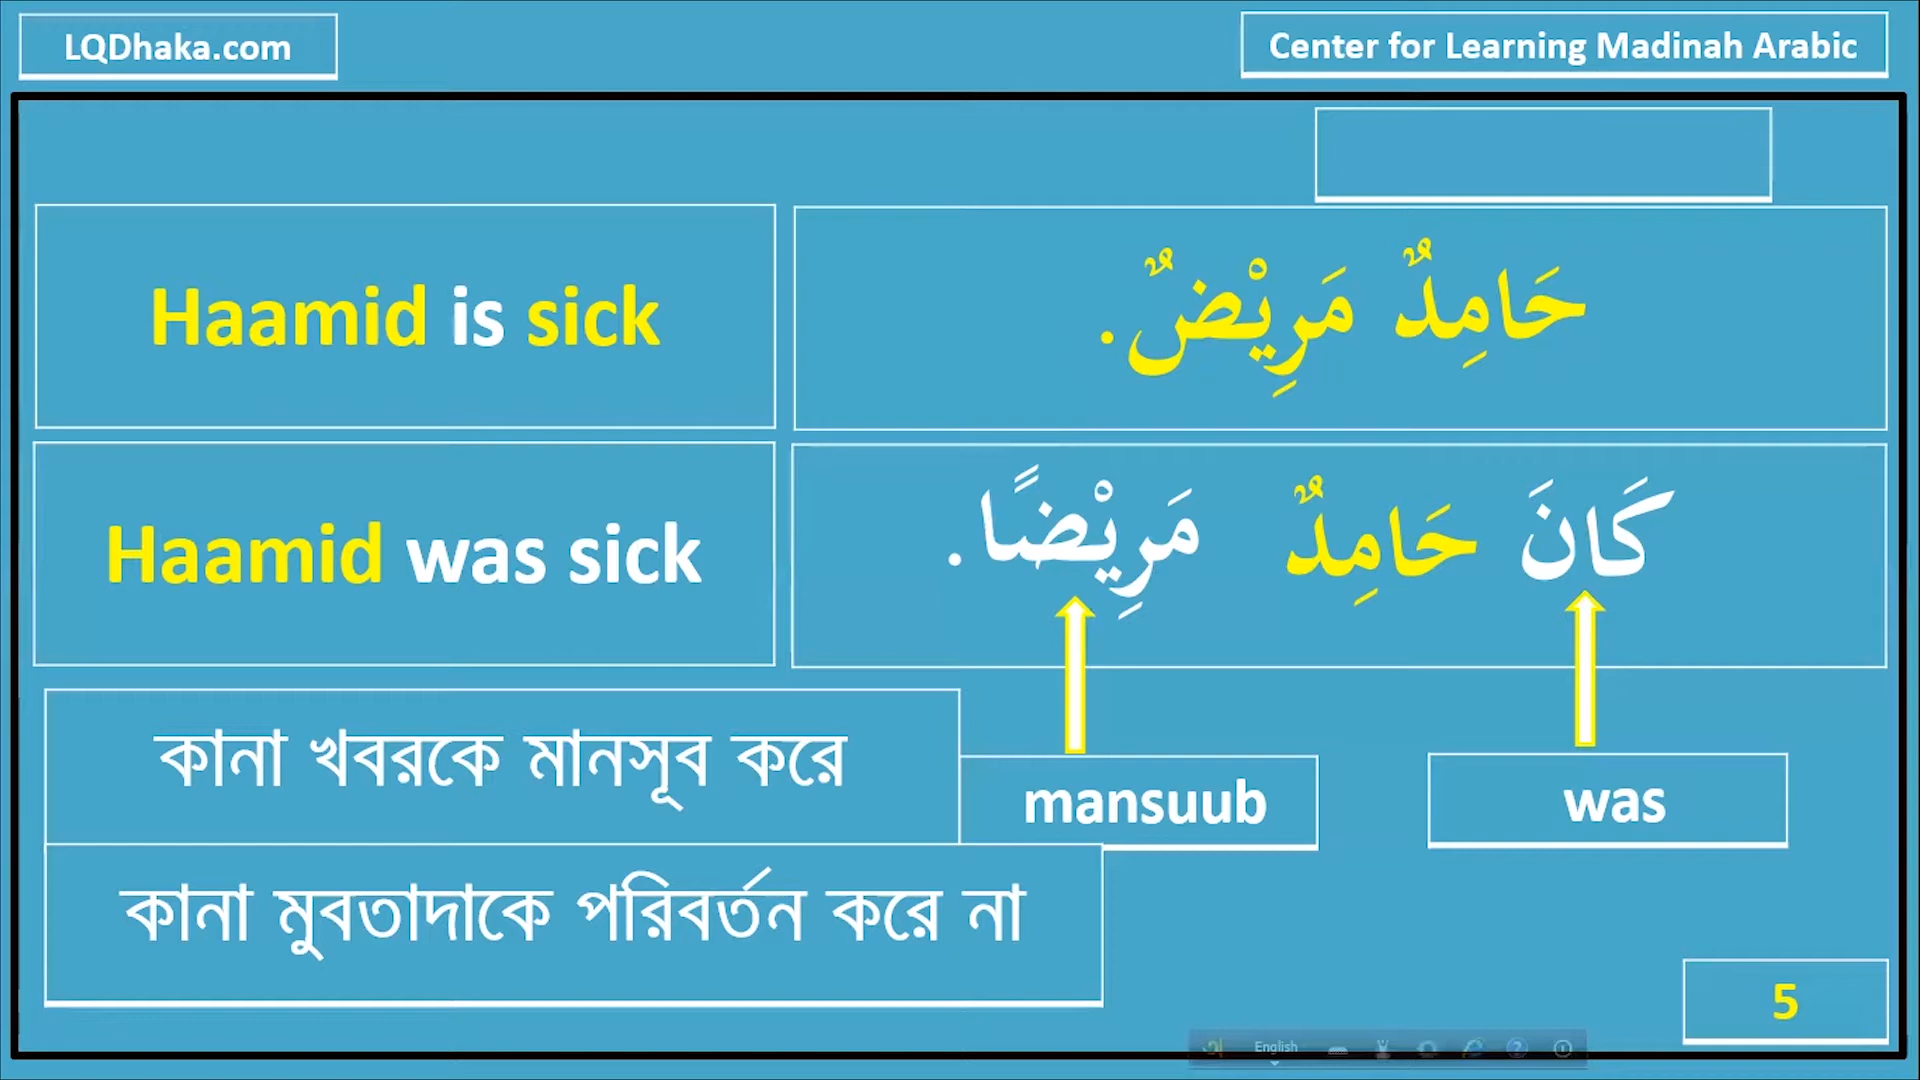 LQDhaka.com
Center for Learning Madinah Arabic
Haamid is sick
حَامِدٌ مَرِيْضٌ.
Haamid was sick
كَانَ حَامِدٌ مَرِيْضًا.
কানা খবরকে মানসূব করে
mansuub
was
কানা মুবতাদাকে পরিবর্তন করে না
5
English